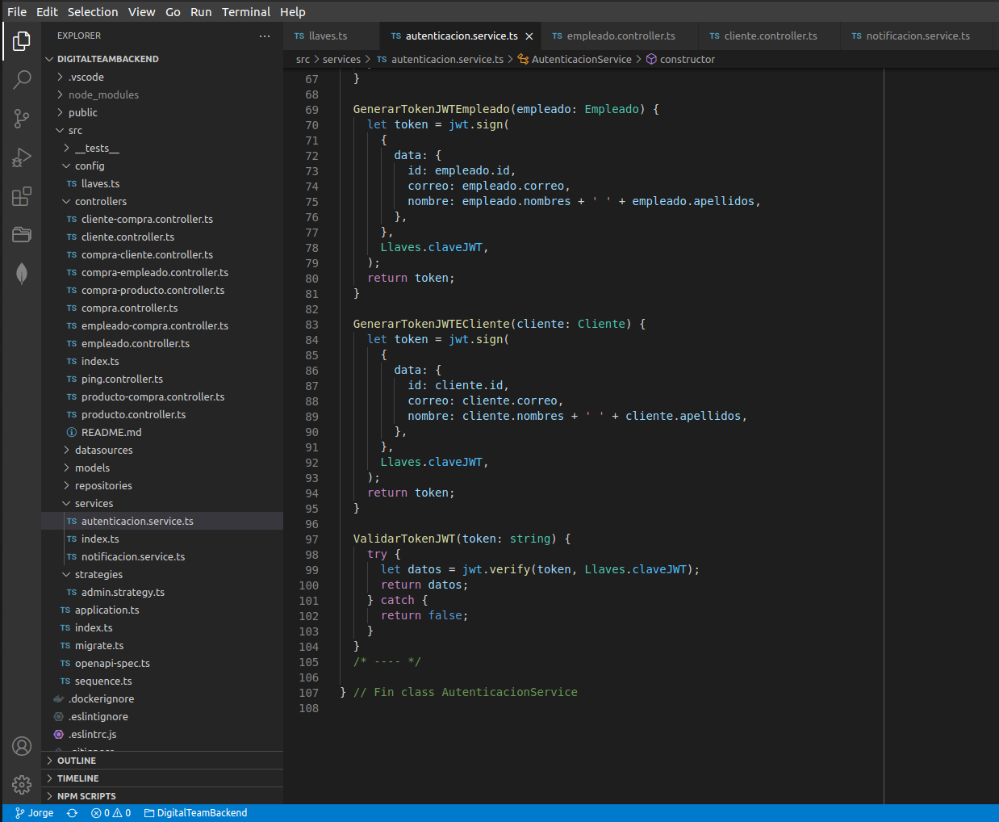 File Edit Selection View Go Run Terminal Help
EXPLORER ...
DIGITALTEAMBACKEND
.vscode
node_modules
public
src
__tests__
config
TS llaves.ts
controllers
TS cliente-compra.controller.ts
TS cliente.controller.ts
TS compra-cliente.controller.ts
TS compra-empleado.controller.ts
TS compra-producto.controller.ts
TS compra.controller.ts
TS empleado-compra.controller.ts
TS empleado.controller.ts
TS index.ts
TS ping.controller.ts
TS producto-compra.controller.ts
TS producto.controller.ts
README.md
datasources
models
repositories
services
TS autenticacion.service.ts
TS index.ts
TS notificacion.service.ts
strategies
TS admin.strategy.ts
TS application.ts
TS index.ts
TS migrate.ts
TS openapi-spec.ts
TS sequence.ts
.dockerignore
.eslintignore
.eslintrc.js
OUTLINE
TIMELINE
NPM SCRIPTS
TS llaves.ts TS autenticacion.service.ts × TS empleado.controller.ts TS cliente.controller.ts TS notificacion.service.ts
src > services > TS autenticacion.service.ts > AutenticacionService > constructor
67 }
68
69 GenerarTokenJWTEmpleado(empleado: Empleado) {
70 let token = jwt.sign(
71 {
72 data: {
73 id: empleado.id,
74 correo: empleado.correo,
75 nombre: empleado.nombres + ' ' + empleado.apellidos,
76 },
77 },
78 Llaves.claveJWT,
79 );
80 return token;
81 }
82
83 GenerarTokenJWTECliente(cliente: Cliente) {
84 let token = jwt.sign(
85 {
86 data: {
87 id: cliente.id,
88 correo: cliente.correo,
89 nombre: cliente.nombres + ' ' + cliente.apellidos,
90 },
91 },
92 Llaves.claveJWT,
93 );
94 return token;
95 }
96
97 ValidarTokenJWT(token: string) {
98 try {
99 let datos = jwt.verify(token, Llaves.claveJWT);
100 return datos;
101 } catch {
102 return false;
103 }
104 }
105 /* ---- */
106
107 } // Fin class AutenticacionService
108
Jorge 0 0 DigitalTeamBackend